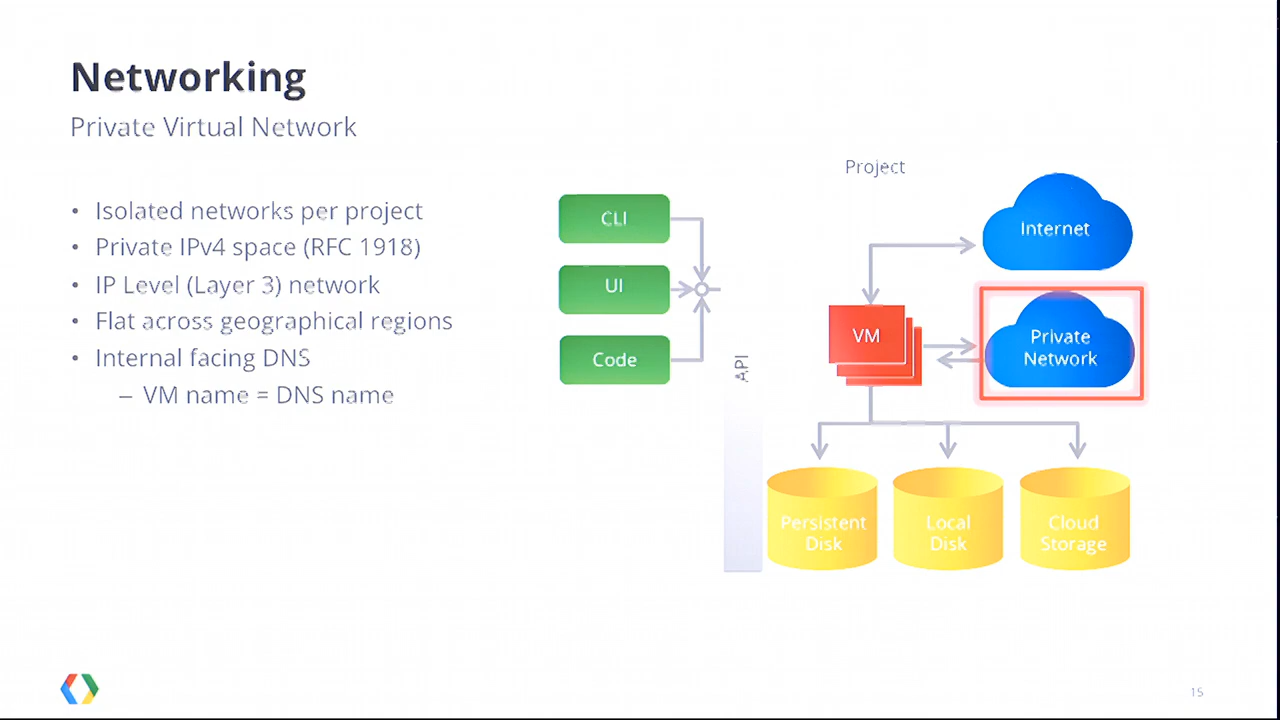 Networking
Private Virtual Network
• Isolated networks per project
• Private IPv4 space (RFC 1918)
• IP Level (Layer 3) network
• Flat across geographical regions
• Internal facing DNS
– VM name = DNS name
Project
CLI
UI
Code
API
Internet
VM
Private
Network
Persistent
Disk
Local
Disk
Cloud
Storage
15